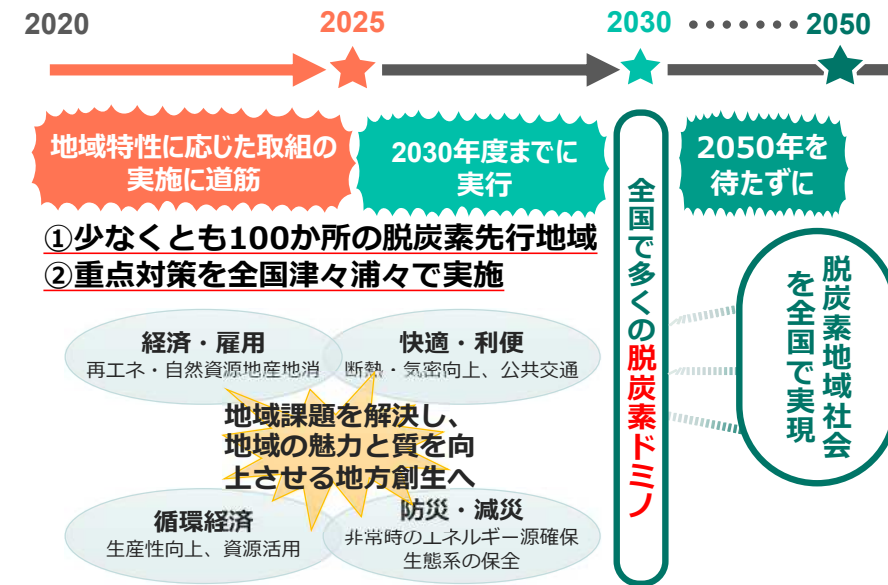 2020
2025
2030
2050
地域特性に応じた取組の
実施に道筋
2030年度までに
実行
2050年を
待たずに
①少なくとも100か所の脱炭素先行地域
②重点対策を全国津々浦々で実施
経済・雇用
再エネ・自然資源地産地消
快適・利便
断熱・気密向上、公共交通
地域課題を解決し、
地域の魅力と質を向
上させる地方創生へ
循環経済
生産性向上、資源活用
防災・減災
非常時のエネルギー源確保
生態系の保全
全国で多くの脱炭素ドミノ
脱炭素地域社会
を全国で実現